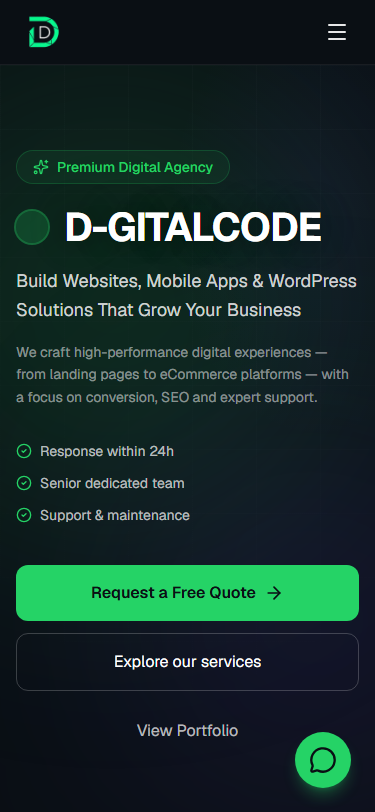 D
Premium Digital Agency
D-GITALCODE
Build Websites, Mobile Apps & WordPress
Solutions That Grow Your Business
We craft high-performance digital experiences —
from landing pages to eCommerce platforms — with
a focus on conversion, SEO and expert support.
Response within 24h
Senior dedicated team
Support & maintenance
Request a Free Quote →
Explore our services
View Portfolio